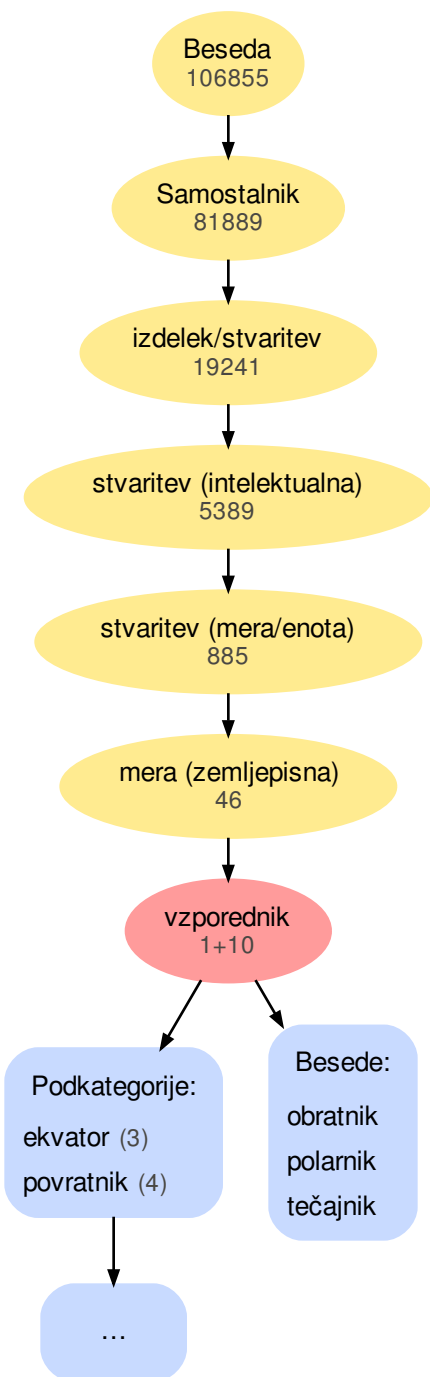 Beseda
106855
Samostalnik
81889
izdelek/stvaritev
19241
stvaritev (intelektualna)
5389
stvaritev (mera/enota)
885
mera (zemljepisna)
46
vzporednik
1+10
Podkategorije:
ekvator (3)
povratnik (4)
Besede:
obratnik
polarnik
tečajnik
...